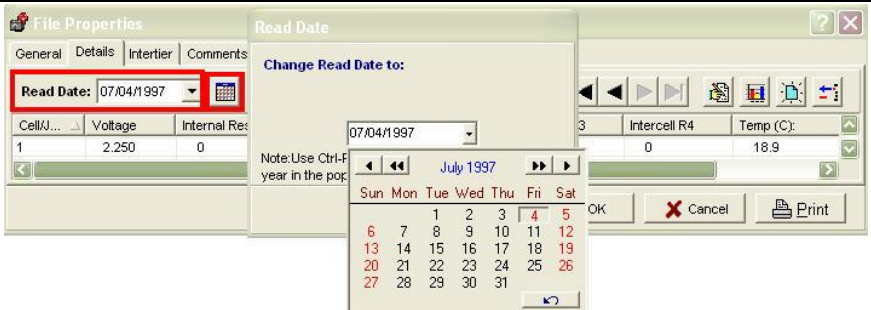 File Properties
General Details Intertier Comments
Read Date: 07/04/1997
Cell/J... Voltage Internal Res 3 Intercell R4 Temp (C):
1 2.250 0 0 18.9
OK Cancel Print
Read Date
Change Read Date to:
07/04/1997
Note:Use Ctrl-P
year in the pop
July 1997
Sun Mon Tue Wed Thu Fri Sat
1 2 3 4 5
6 7 8 9 10 11 12
13 14 15 16 17 18 19
20 21 22 23 24 25 26
27 28 29 30 31